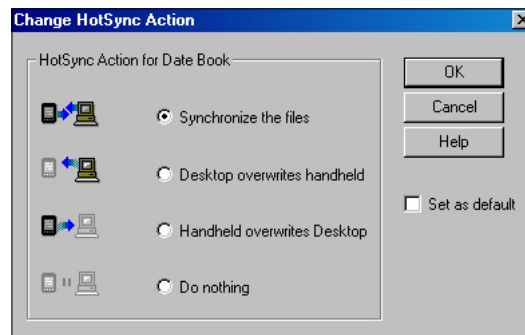 Change HotSync Action
HotSync Action for Date Book
Synchronize the files
Desktop overwrites handheld
Handheld overwrites Desktop
Do nothing
OK
Cancel
Help
Set as default